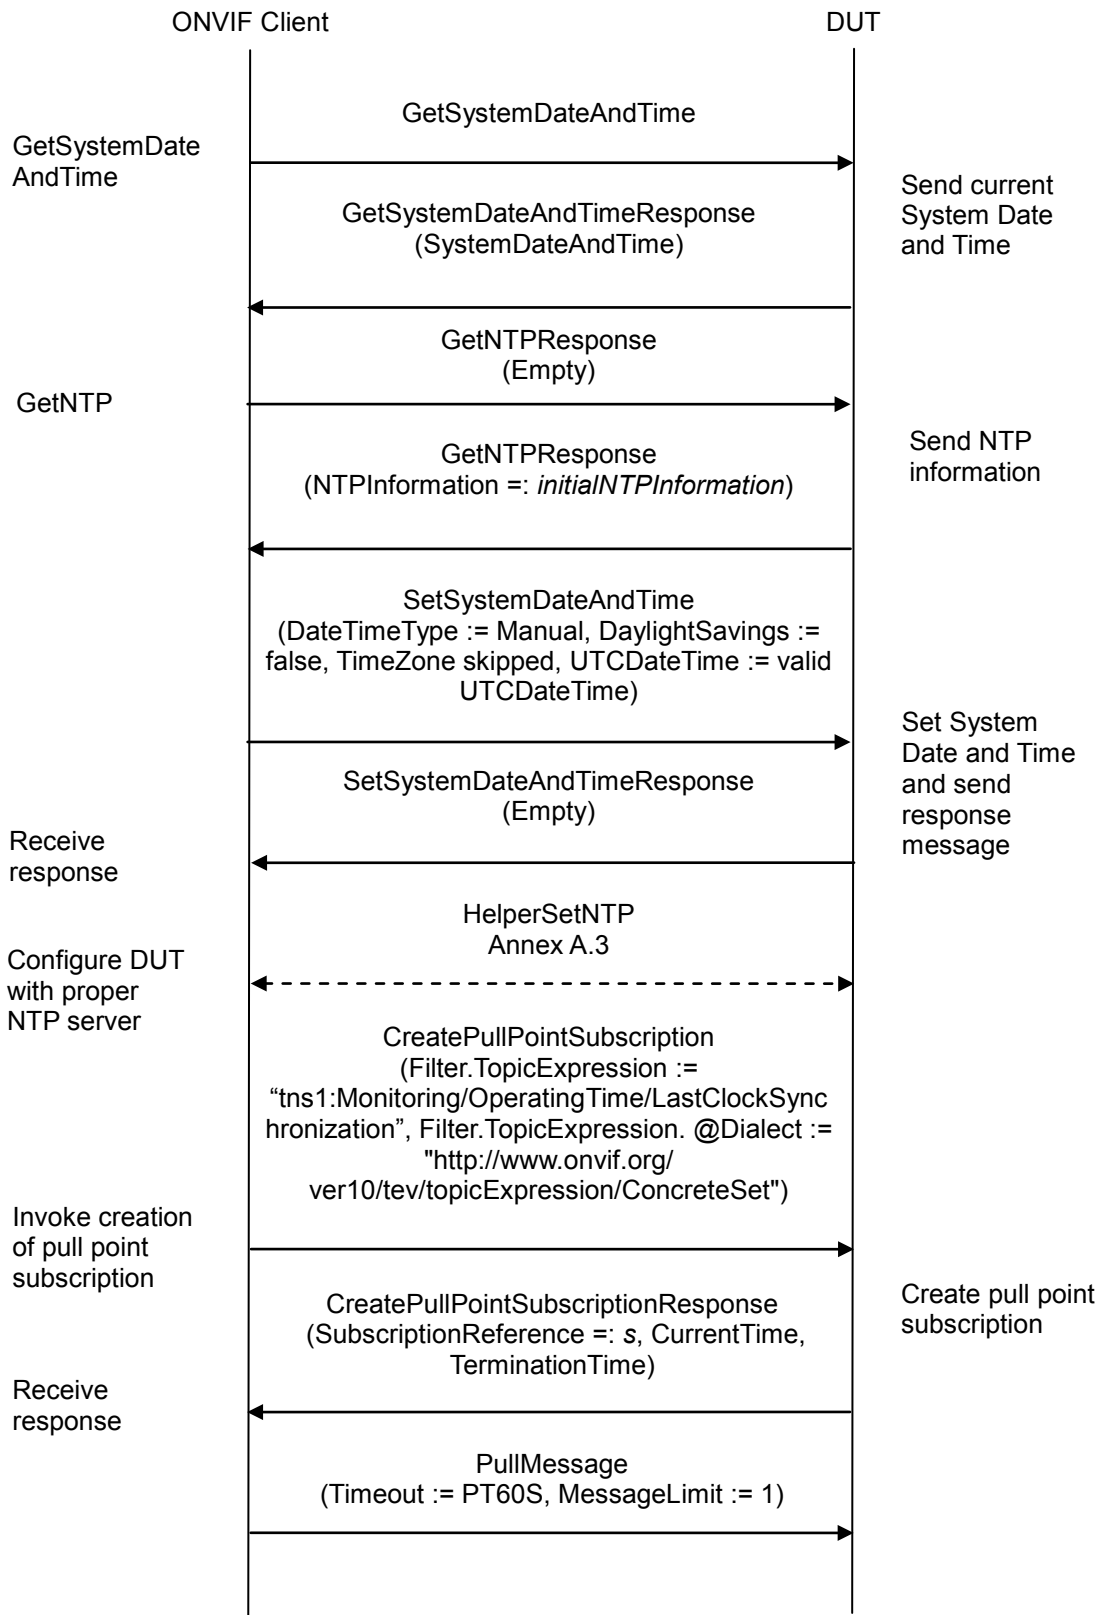 ONVIF Client
DUT
GetSystemDateAndTime
GetSystemDate
AndTime
Send current
System Date
and Time
GetSystemDateAndTimeResponse
(SystemDateAndTime)
GetNTPResponse
(Empty)
GetNTP
Send NTP
information
GetNTPResponse
(NTPInformation =: initialNTPInformation)
SetSystemDateAndTime
(DateTimeType := Manual, DaylightSavings :=
false, TimeZone skipped, UTCDateTime := valid
UTCDateTime)
Set System
Date and Time
and send
response
message
SetSystemDateAndTimeResponse
(Empty)
Receive
response
HelperSetNTP
Annex A.3
Configure DUT
with proper
NTP server
CreatePullPointSubscription
(Filter.TopicExpression :=
“tns1:Monitoring/OperatingTime/LastClockSync
hronization”, Filter.TopicExpression. @Dialect :=
"http://www.onvif.org/
ver10/tev/topicExpression/ConcreteSet")
Invoke creation
of pull point
subscription
Create pull point
subscription
CreatePullPointSubscriptionResponse
(SubscriptionReference =: s, CurrentTime,
TerminationTime)
Receive
response
PullMessage
(Timeout := PT60S, MessageLimit := 1)